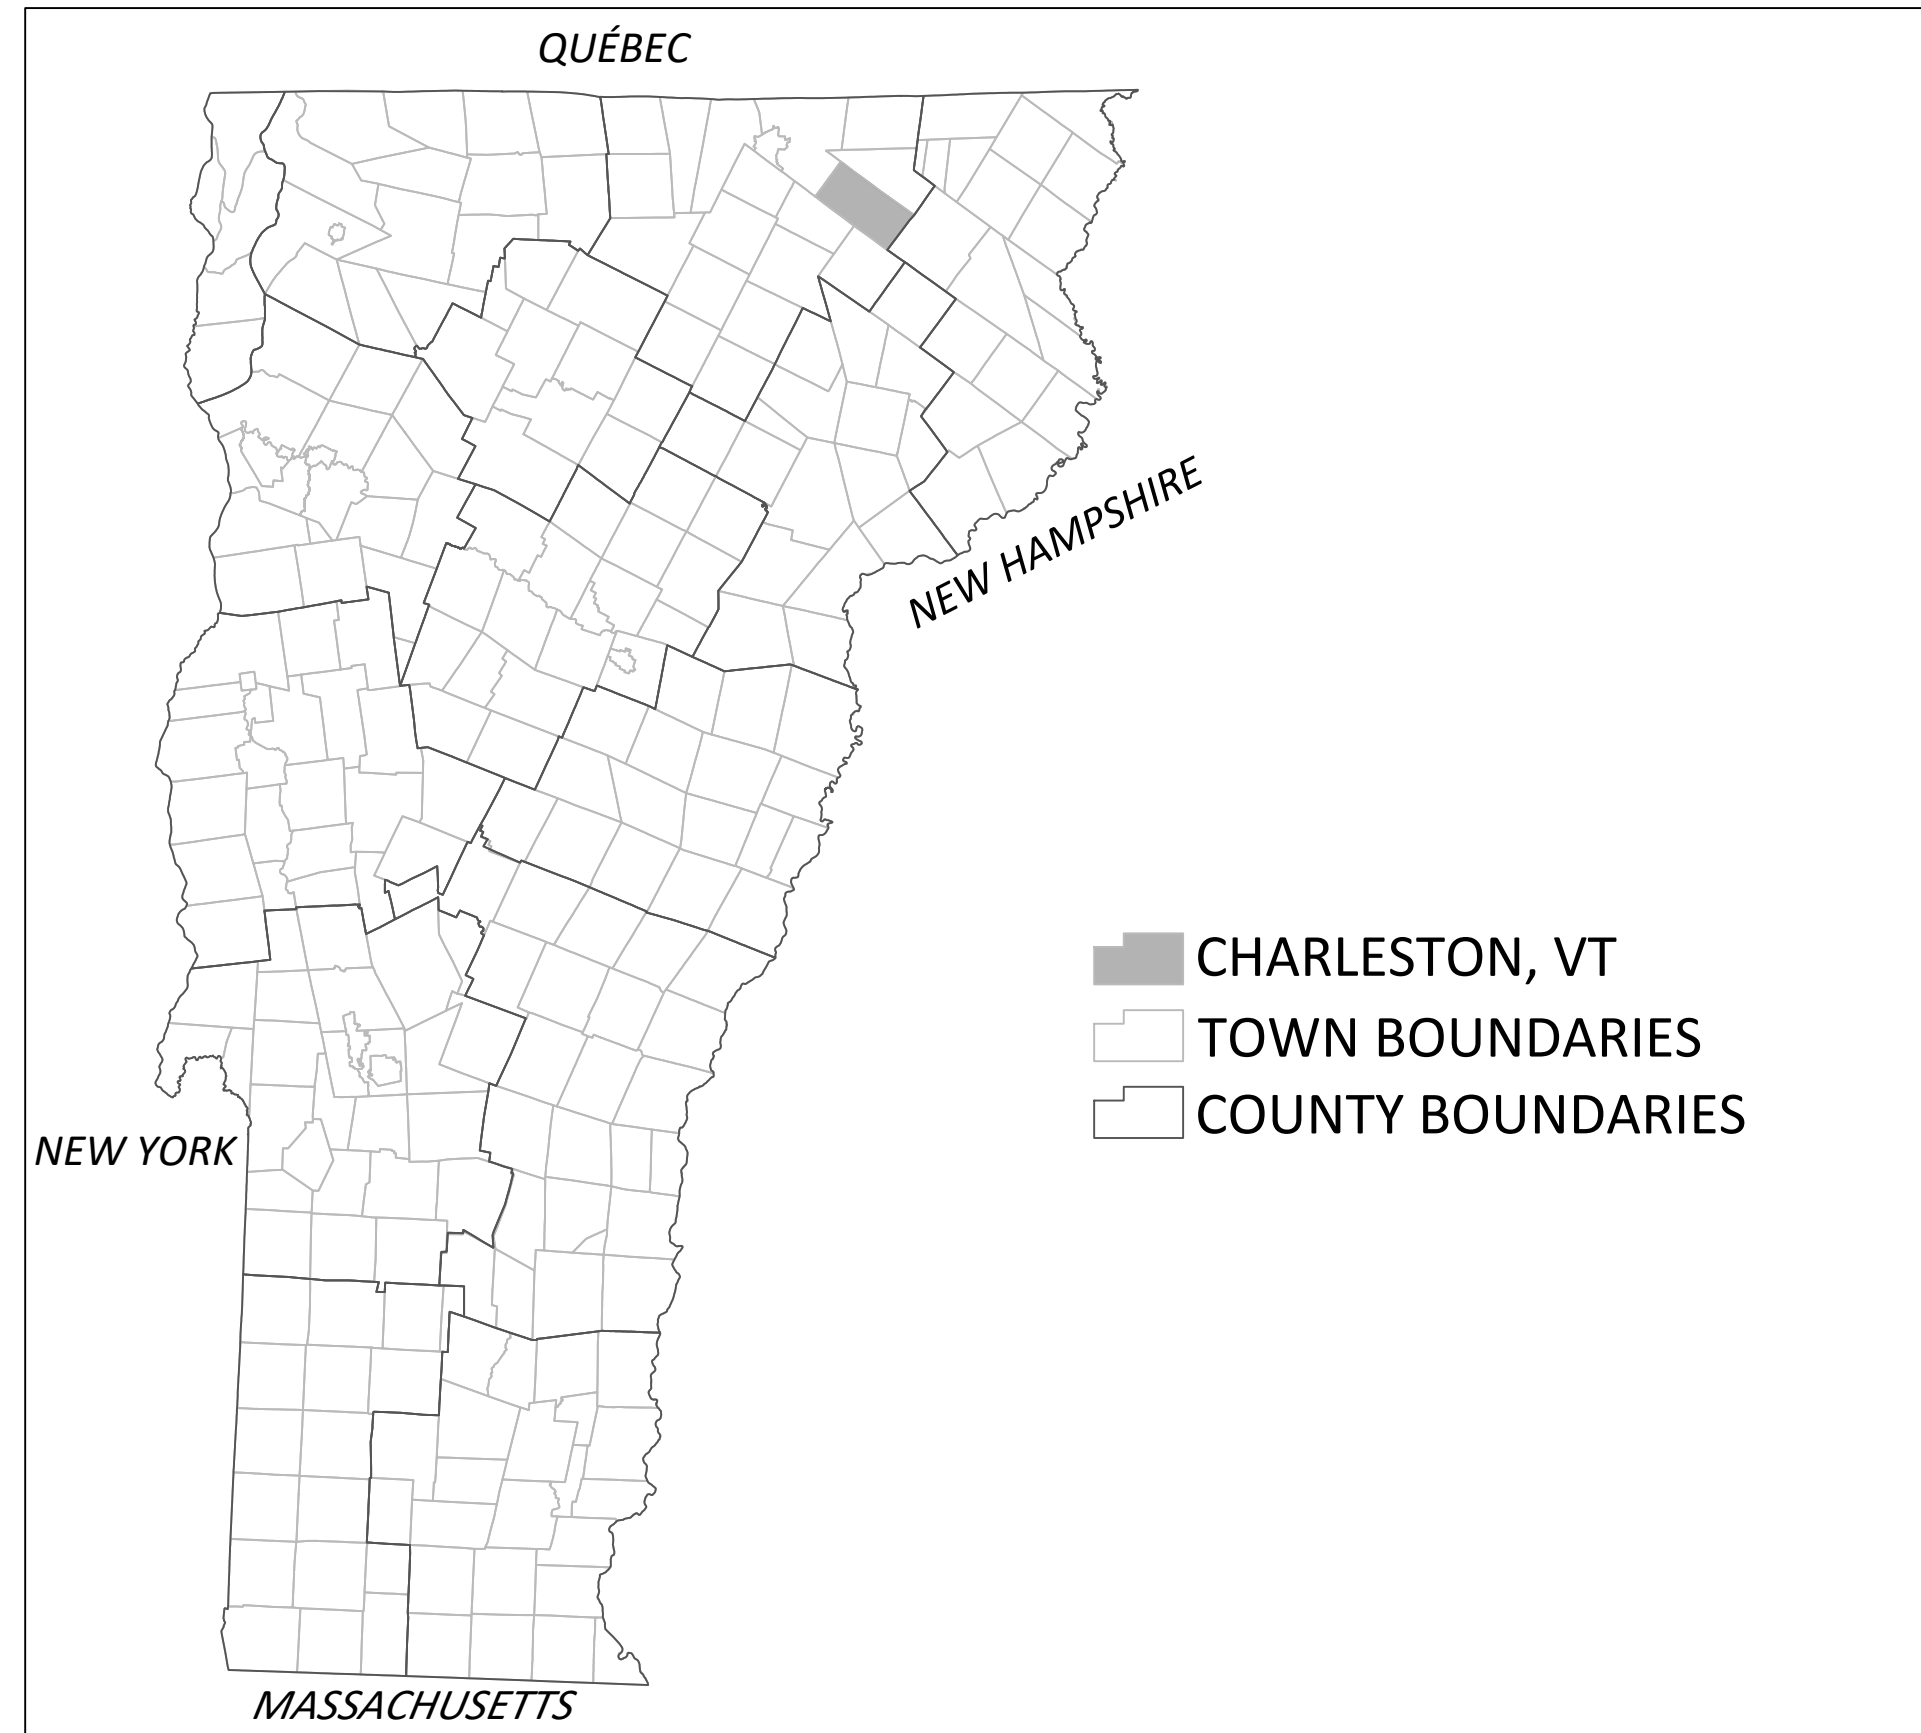 QUÉBEC
NEW HAMPSHIRE
CHARLESTON, VT
TOWN BOUNDARIES
COUNTY BOUNDARIES
NEW YORK
MASSACHUSETTS